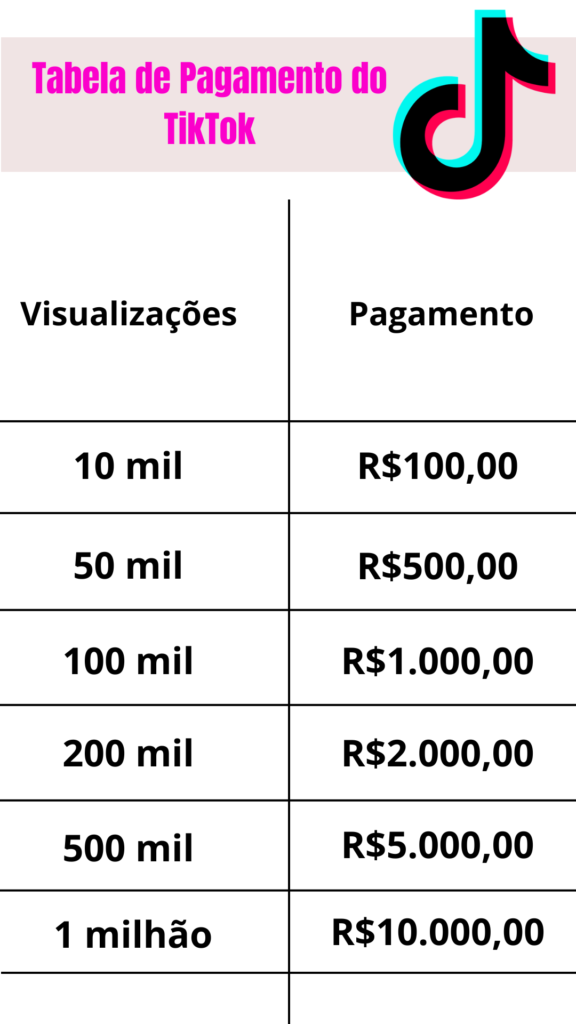 Tabela de Pagamento do
TikTok
Visualizações Pagamento
10 mil R$100,00
50 mil R$500,00
100 mil R$1.000,00
200 mil R$2.000,00
500 mil R$5.000,00
1 milhão R$10.000,00